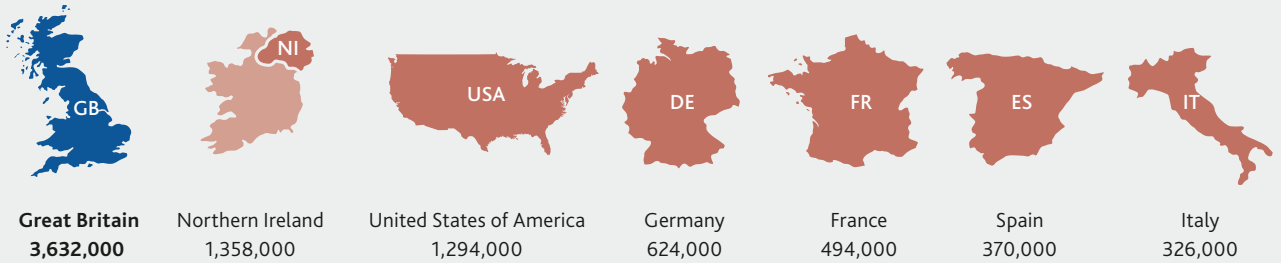 GB
NI
USA
DE
FR
ES
IT
Great Britain
3,632,000
Northern Ireland
1,358,000
United States of America
1,294,000
Germany
624,000
France
494,000
Spain
370,000
Italy
326,000